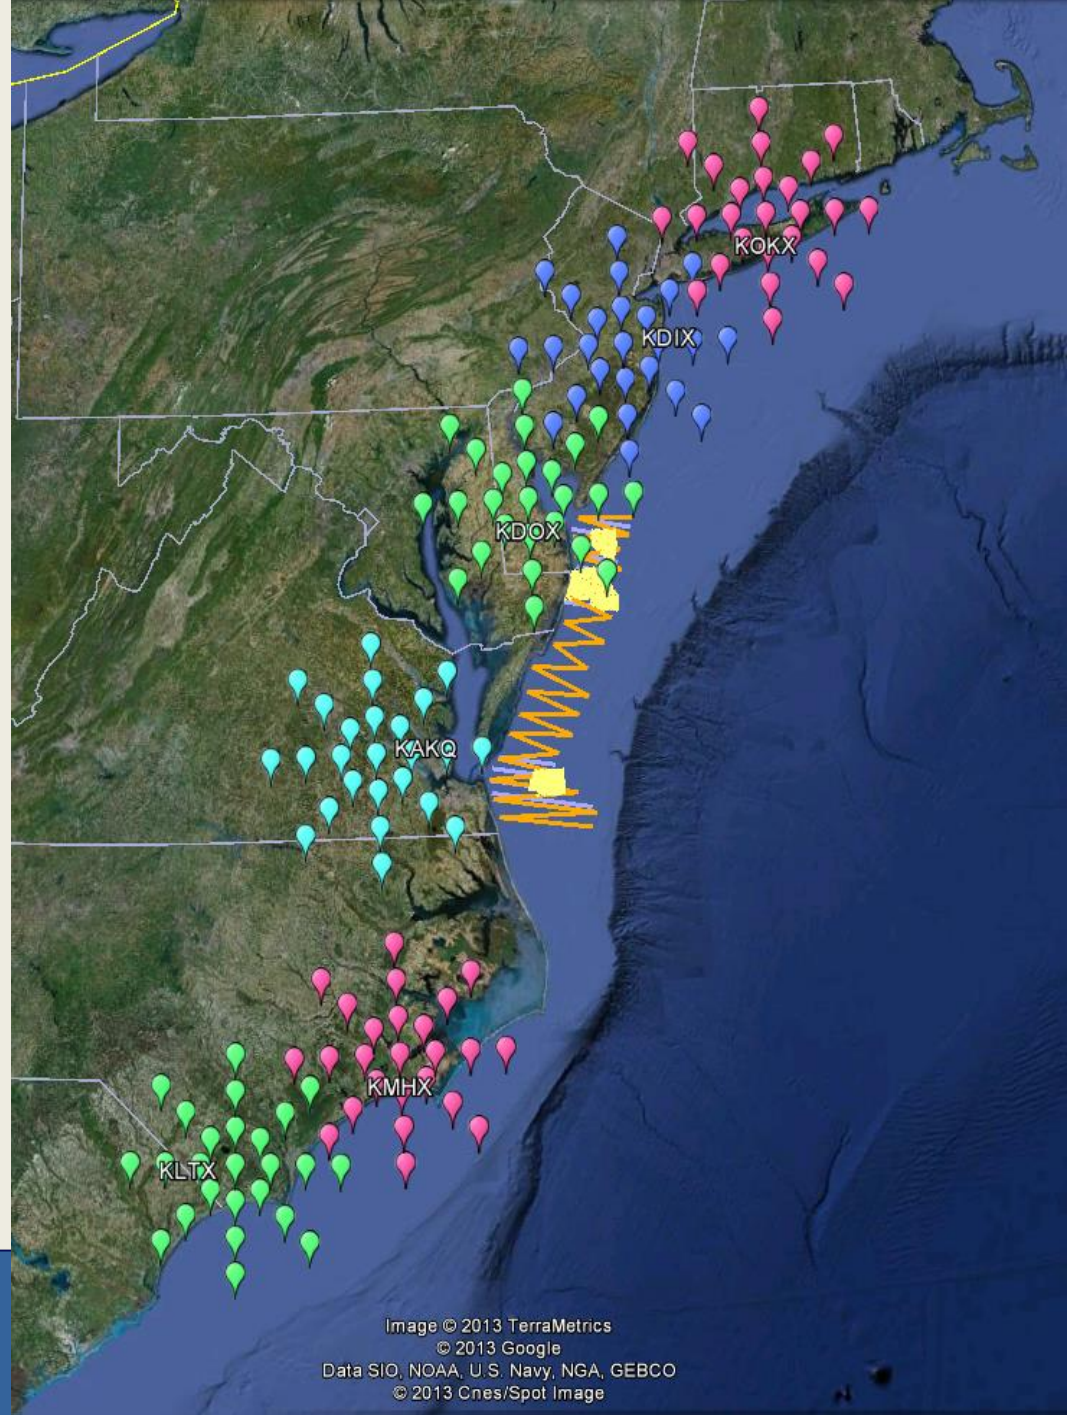 KOKX
KDIX
KDOX
KAKQ
KMHX
KLTX
Image © 2013 TerraMetrics
© 2013 Google
Data SIO, NOAA, U.S. Navy, NGA, GEBCO
© 2013 Cnes/Spot Image